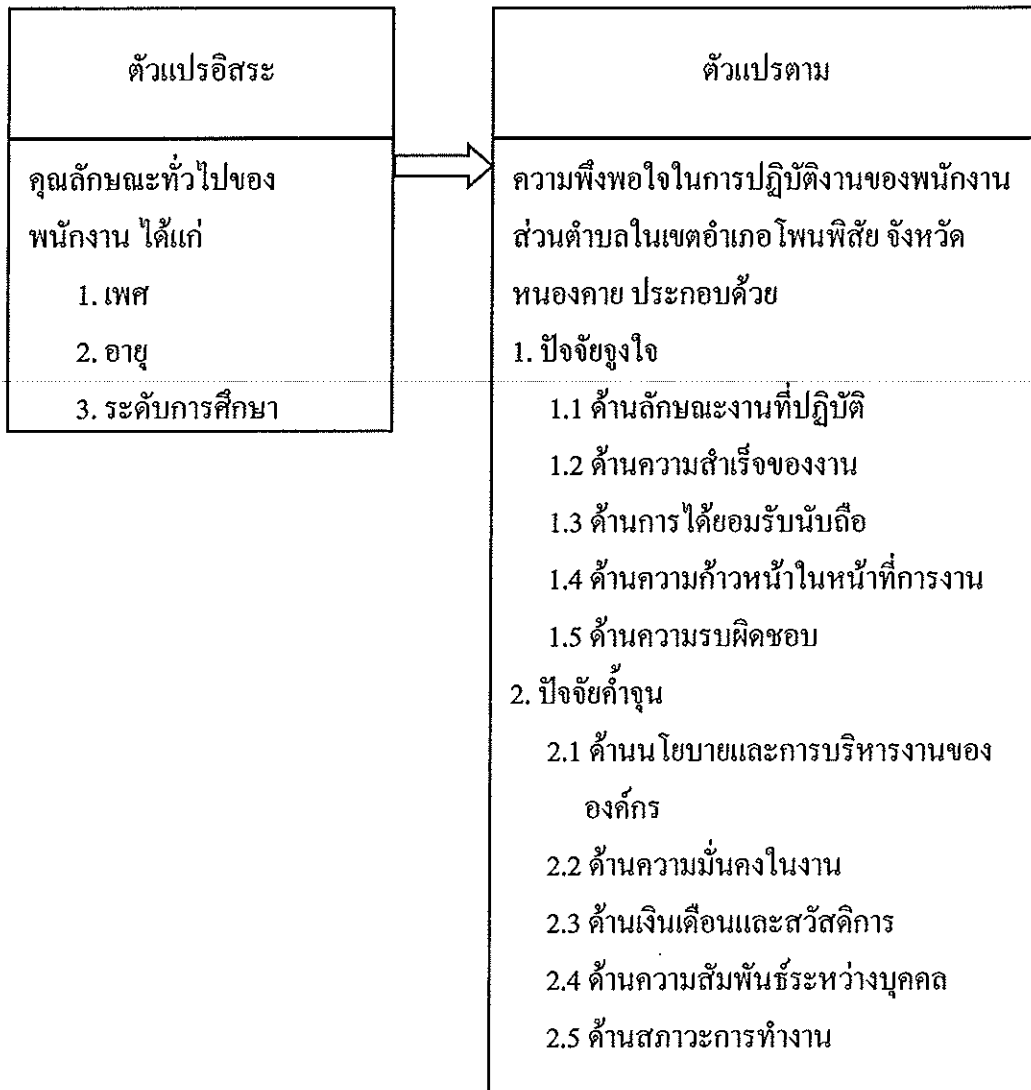 ตัวแปรอิสระ
คุณลักษณะทั่วไปของ
พนักงาน ได้แก่
1. เพศ
2. อายุ
3. ระดับการศึกษา
ตัวแปรตาม
ความพึงพอใจในการปฏิบัติงานของพนักงาน
ส่วนตำบลในเขตอำเภอโพนพิสัย จังหวัด
หนองคาย ประกอบด้วย
1. ปัจจัยจูงใจ
1.1 ด้านลักษณะงานที่ปฏิบัติ
1.2 ด้านความสำเร็จของงาน
1.3 ด้านการได้ยอมรับนับถือ
1.4 ด้านความก้าวหน้าในหน้าที่การงาน
1.5 ด้านความรบผิดชอบ
2. ปัจจัยค้ำจุน
2.1 ด้านนโยบายและการบริหารงานของ
องค์กร
2.2 ด้านความมั่นคงในงาน
2.3 ด้านเงินเดือนและสวัสดิการ
2.4 ด้านความสัมพันธ์ระหว่างบุคคล
2.5 ด้านสภาวะการทำงาน